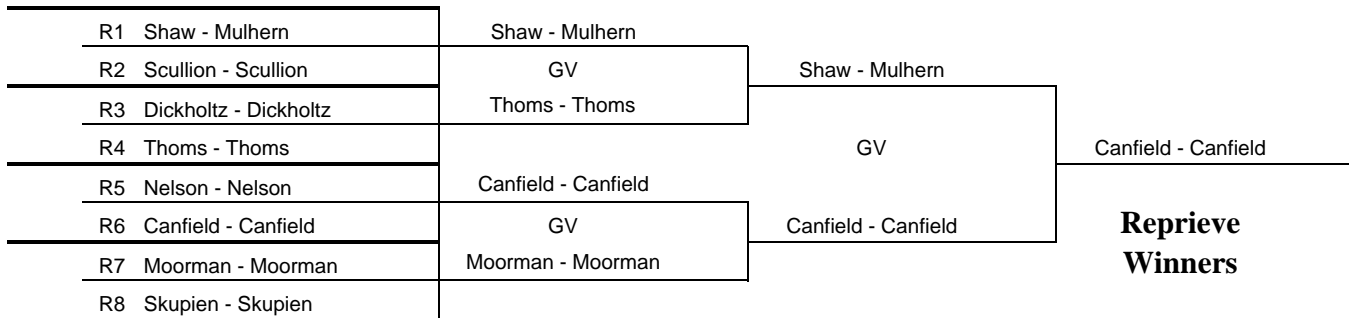 R1 Shaw - Mulhern Shaw - Mulhern
R2 Scullion - Scullion GV Shaw - Mulhern
R3 Dickholtz - Dickholtz Thoms - Thoms
R4 Thoms - Thoms GV Canfield - Canfield
R5 Nelson - Nelson Canfield - Canfield
R6 Canfield - Canfield GV Canfield - Canfield Reprieve
R7 Moorman - Moorman Moorman - Moorman Winners
R8 Skupien - Skupien